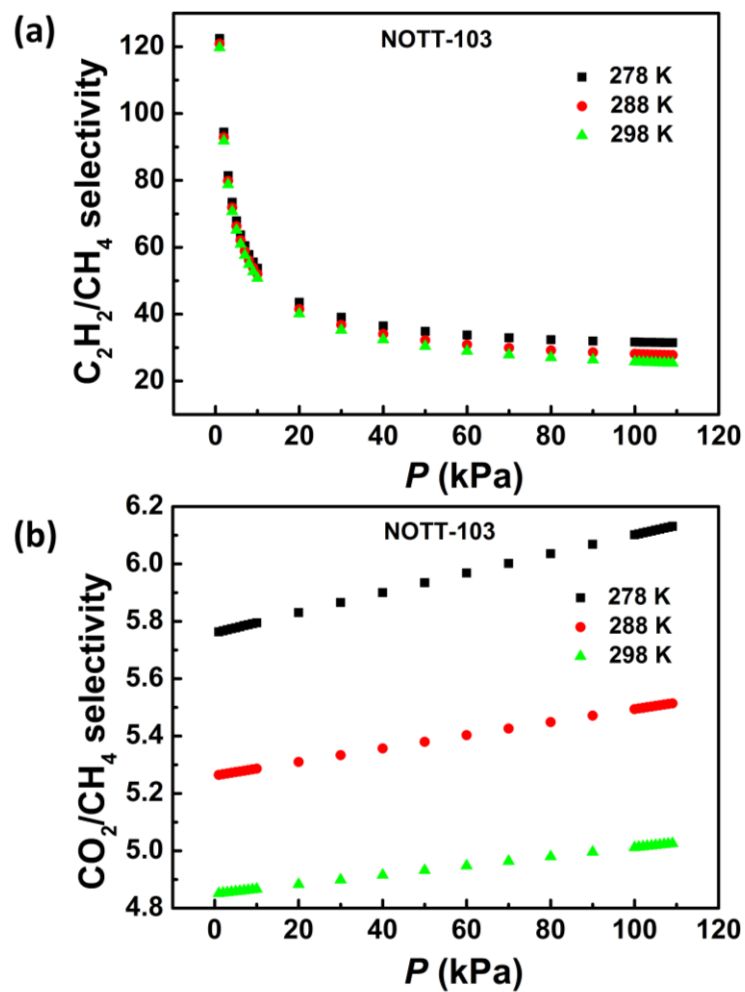 (a)
NOTT-103
278 K
288 K
298 K
C₂H₂/CH₄ selectivity
120
100
80
60
40
20
0 20 40 60 80 100 120
P (kPa)
(b)
NOTT-103
278 K
288 K
298 K
CO₂/CH₄ selectivity
6.2
6.0
5.8
5.6
5.4
5.2
5.0
4.8
0 20 40 60 80 100 120
P (kPa)